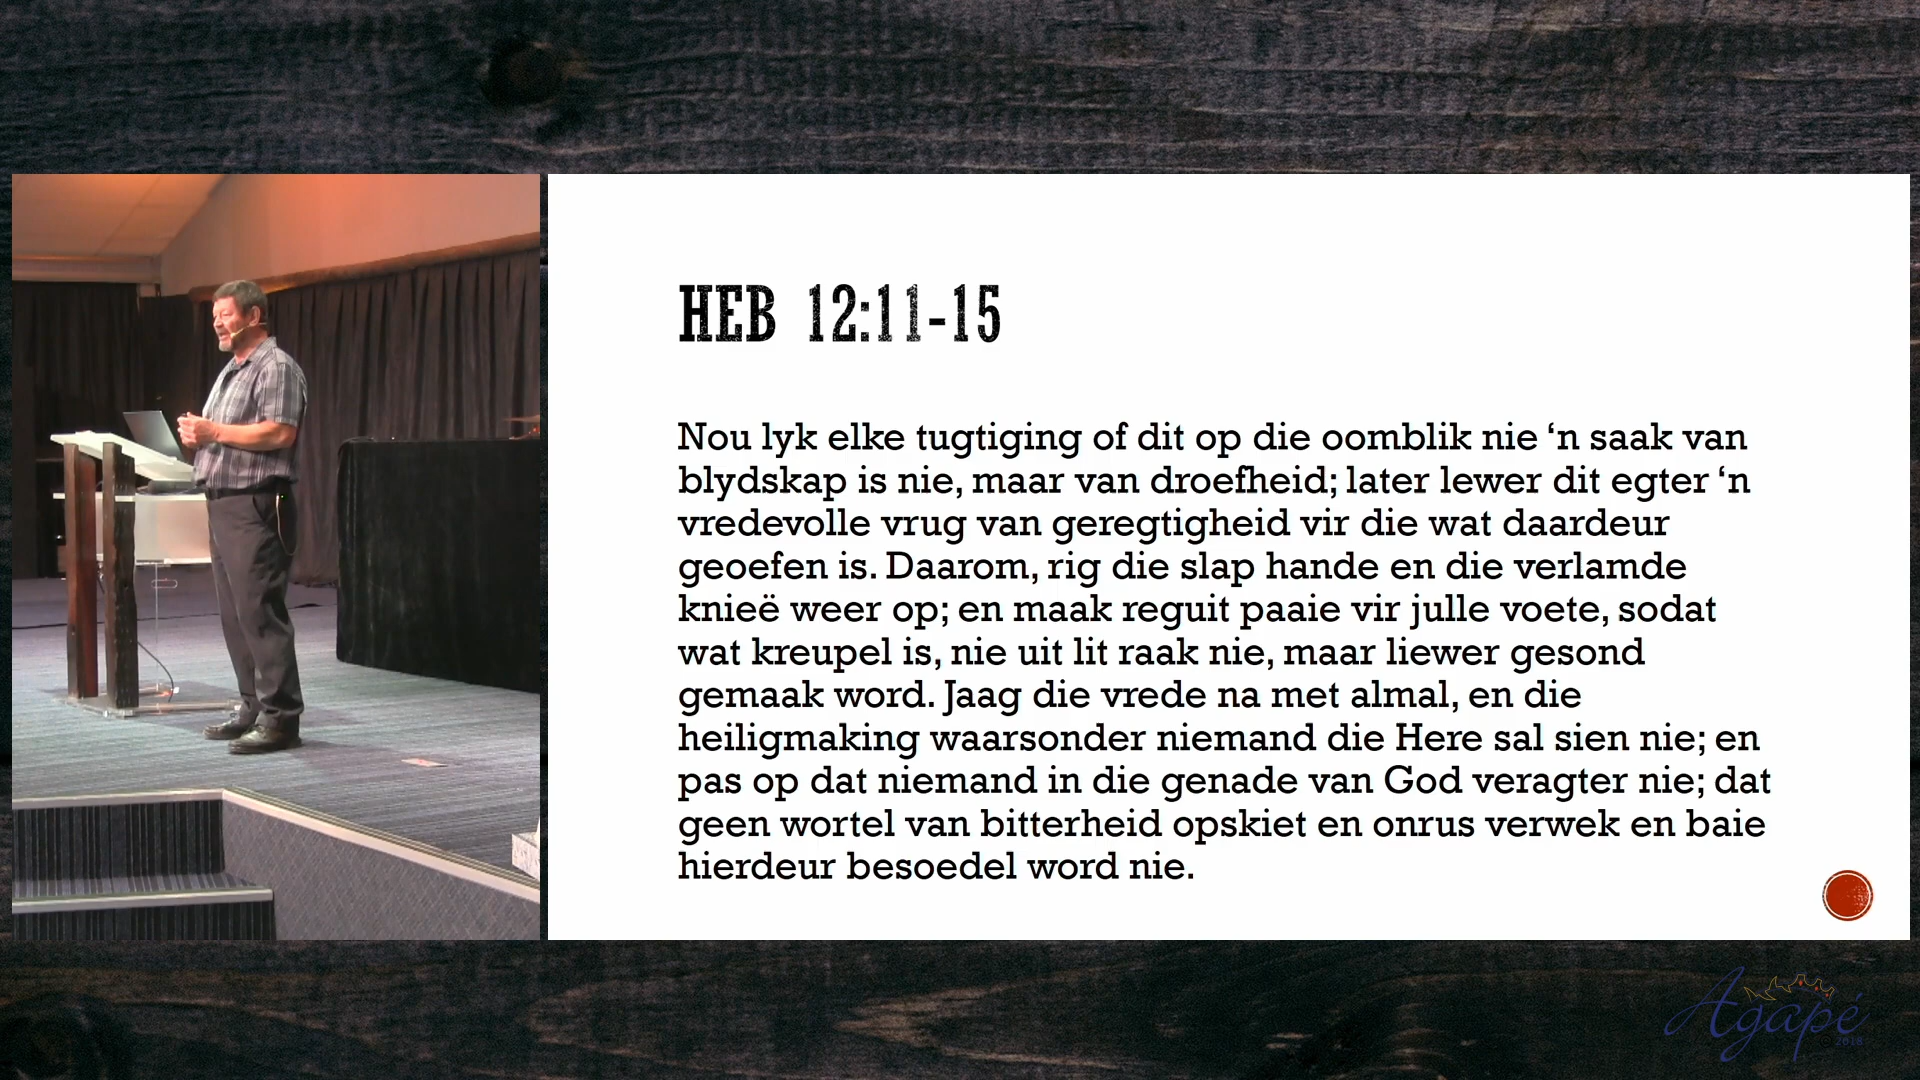 HEB 12:11-15
Nou lyk elke tugtiging of dit op die oomblik nie ‘n saak van
blydskap is nie, maar van droefheid; later lewer dit egter ‘n
vredevolle vrug van geregtigheid vir die wat daardeur
geoefen is. Daarom, rig die slap hande en die verlamde
knieë weer op; en maak reguit paaie vir julle voete, sodat
wat kreupel is, nie uit lit raak nie, maar liewer gesond
gemaak word. Jaag die vrede na met almal, en die
heiligmaking waarsonder niemand die Here sal sien nie; en
pas op dat niemand in die genade van God veragter nie; dat
geen wortel van bitterheid opskiet en onrus verwek en baie
hierdeur besoedel word nie.
Agapé
© 2018